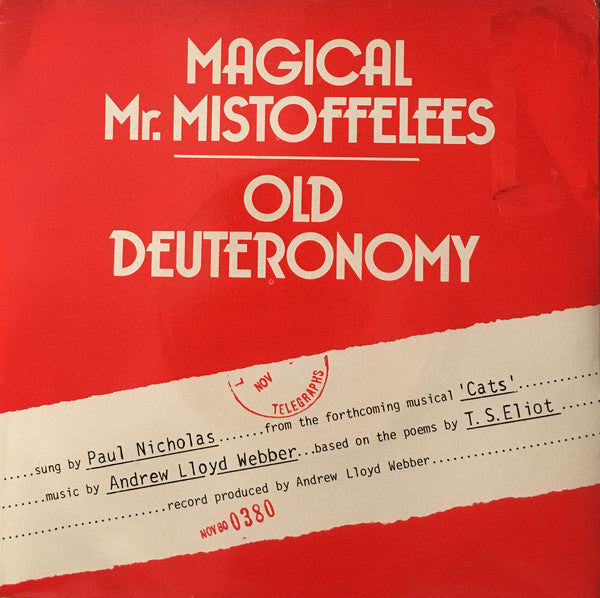 MAGICAL
Mr. MISTOFFELEES
OLD
DEUTERONOMY
NOV
TELEGRAPHS
.....sung by Paul Nicholas.......from the forthcoming musical 'Cats'............
.......music by Andrew Lloyd Webber...based on the poems by T.S.Eliot......
......................record produced by Andrew Lloyd Webber..................
NOV 80 0380